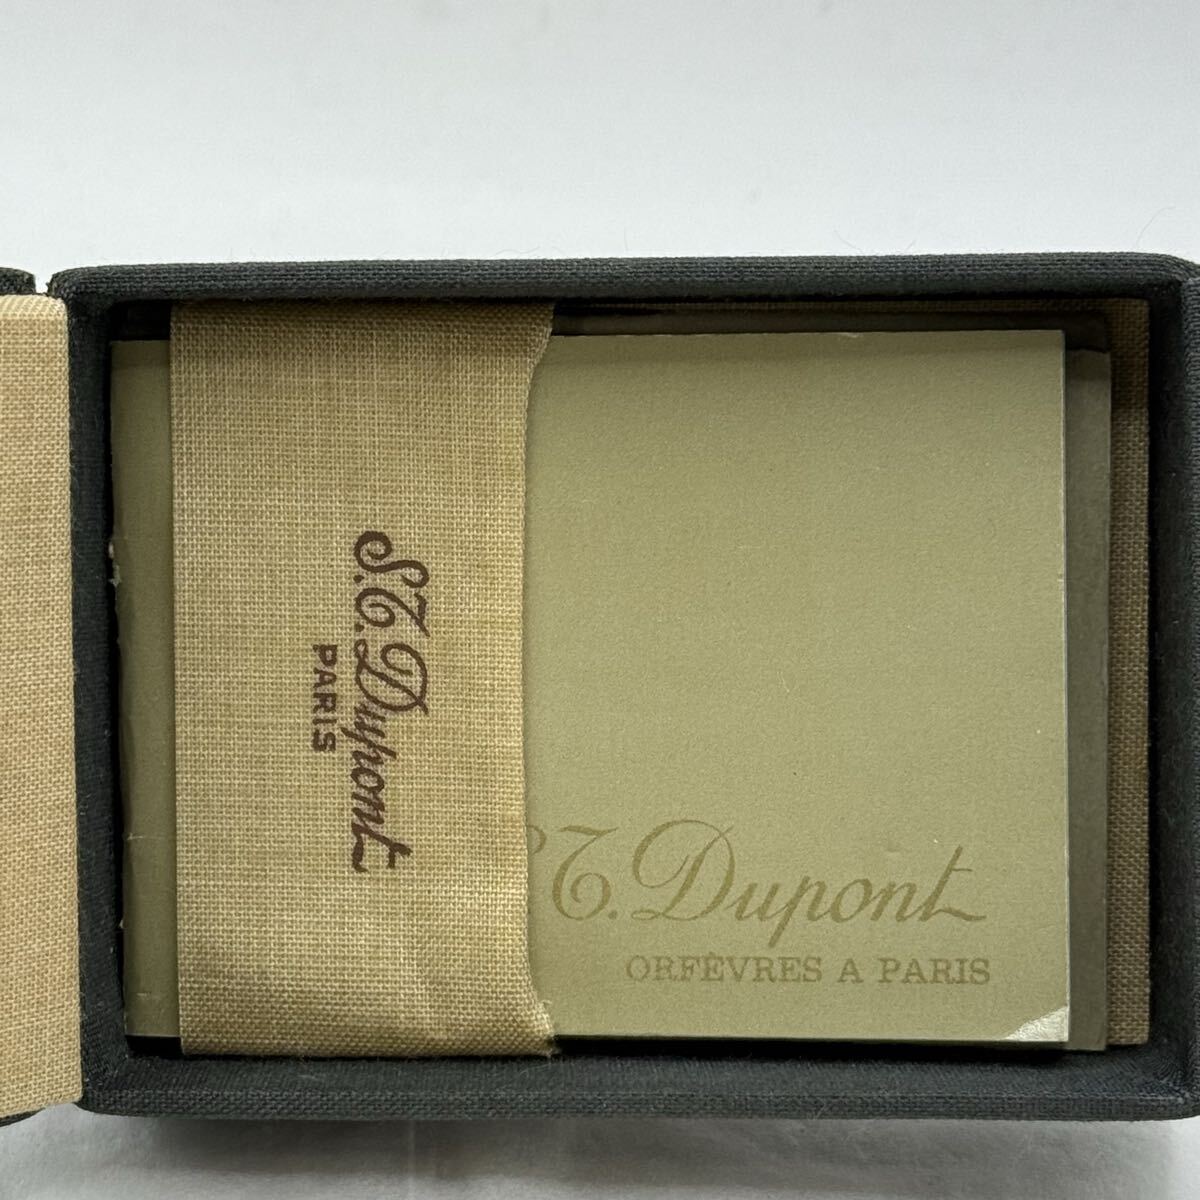 S.T. Dupont
PARIS
T. Dupont
ORFÈVRES A PARIS